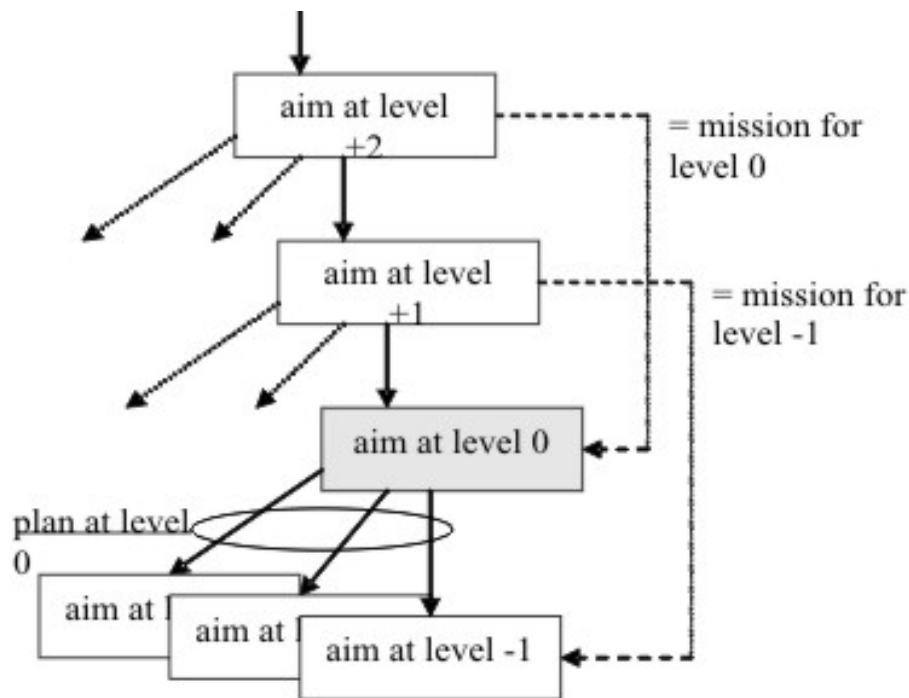 aim at level
+2
= mission for
level 0
aim at level
+1
= mission for
level -1
aim at level 0
plan at level
0
aim at
aim at
aim at level -1